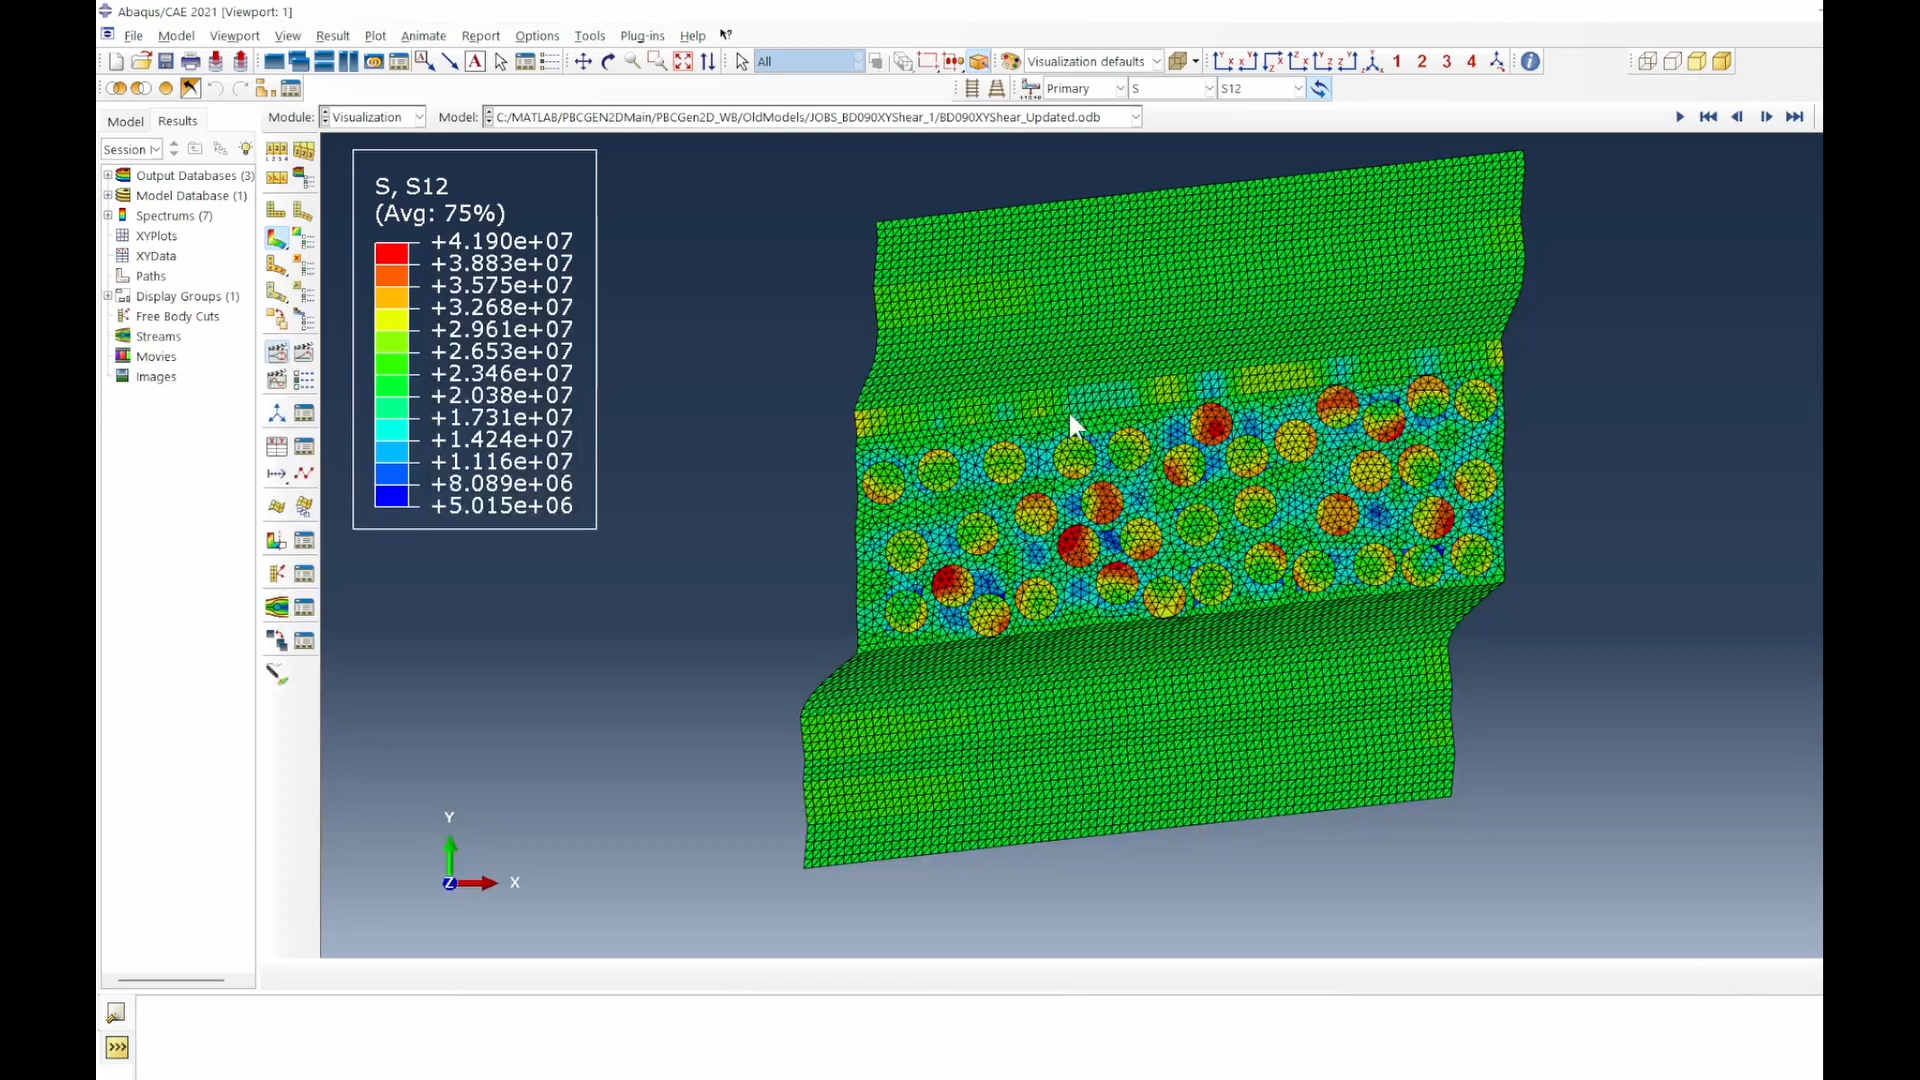 Abaqus/CAE 2021 [Viewport: 1]
File Model Viewport View Result Plot Animate Report Options Tools Plug-ins Help
All Visualization defaults 1 2 3 4
Primary S S12
Model Results Module: Visualization Model: C:/MATLAB/PBCGEN2DMain/PBCGen2D_WB/OldModels/JOBS_BD090XYShear_1/BD090XYShear_Updated.odb
Session
Output Databases (3)
Model Database (1)
Spectrums (7)
XYPlots
XYData
Paths
Display Groups (1)
Free Body Cuts
Streams
Movies
Images
S, S12
(Avg: 75%)
+4.190e+07
+3.883e+07
+3.575e+07
+3.268e+07
+2.961e+07
+2.653e+07
+2.346e+07
+2.038e+07
+1.731e+07
+1.424e+07
+1.116e+07
+8.089e+06
+5.015e+06
Y
Z X
>>>